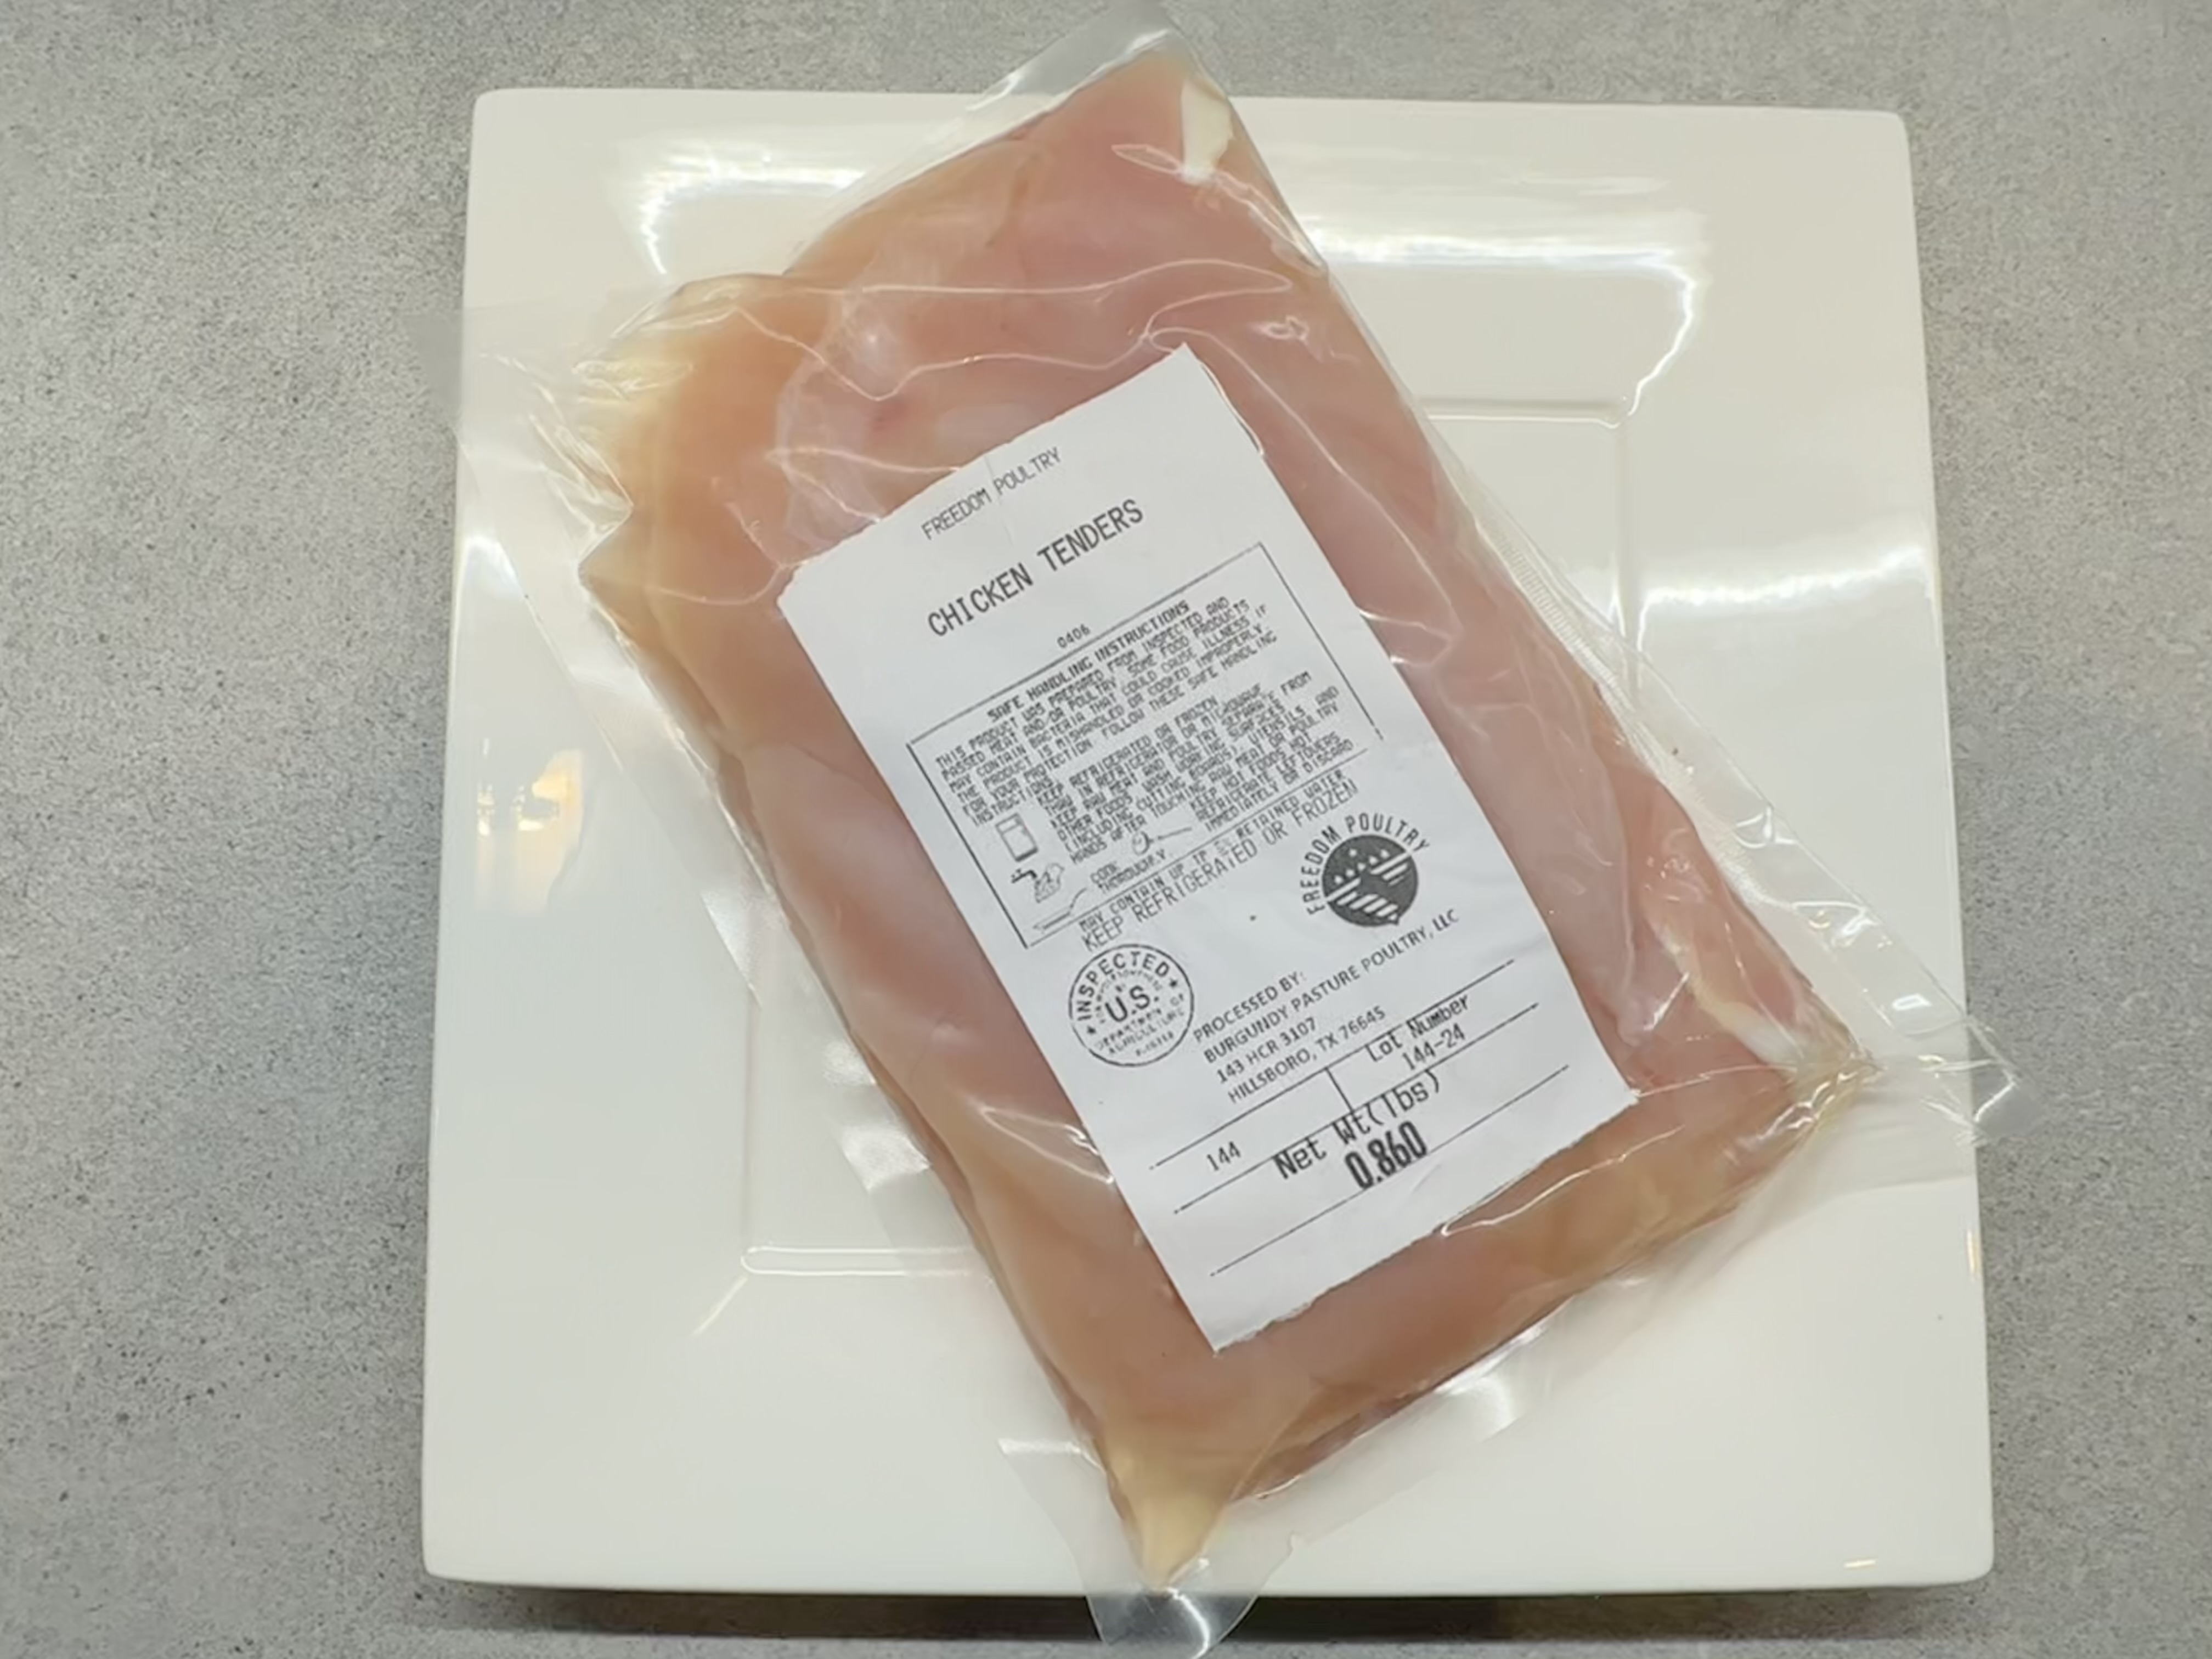 FREEDOM POULTRY
CHICKEN TENDERS
0406
SAFE HANDLING INSTRUCTIONS
THIS PRODUCT WAS PREPARED FROM INSPECTED AND
PASSED MEAT AND/OR POULTRY. SOME FOOD PRODUCTS
MAY CONTAIN BACTERIA THAT COULD CAUSE ILLNESS IF
THE PRODUCT IS MISHANDLED OR COOKED IMPROPERLY.
FOR YOUR PROTECTION FOLLOW THESE SAFE HANDLING
INSTRUCTIONS
KEEP REFRIGERATED OR FROZEN
THAW IN REFRIGERATOR OR MICROWAVE
KEEP RAW MEAT AND POULTRY SEPARATE FROM
OTHER FOODS. WASH WORKING SURFACES
(INCLUDING CUTTING BOARDS), UTENSILS AND
HANDS AFTER TOUCHING RAW MEAT OR POULTRY
COOK
THOROUGHLY
KEEP HOT FOODS HOT
REFRIGERATE LEFTOVERS
IMMEDIATELY OR DISCARD
MAY CONTAIN UP TP RETAINED WATER
KEEP REFRIGERATED OR FROZEN
FREEDOM POULTRY
INSPECTED
U.S.
DEPARTMENT OF
AGRICULTURE
PROCESSED BY:
BURGUNDY PASTURE POULTRY, LLC
143 HCR 3107
HILLSBORO, TX 76645
Lot Number
144-24
144
Net Wt(lbs)
0.860